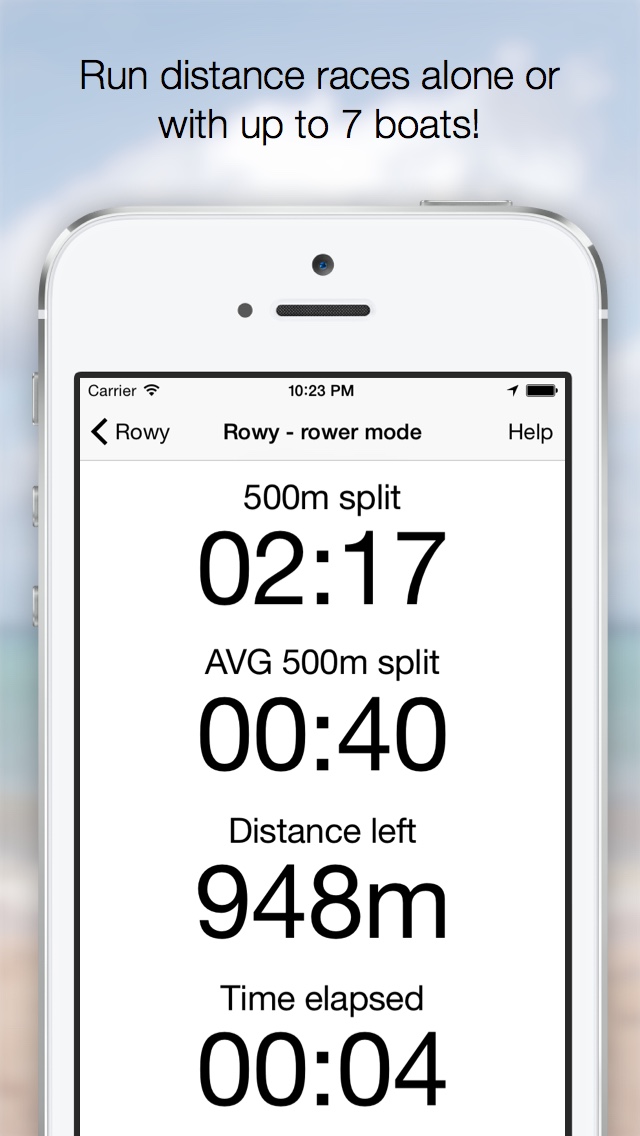 Run distance races alone or
with up to 7 boats!
Carrier 10:23 PM
Rowy Rowy - rower mode Help
500m split
02:17
AVG 500m split
00:40
Distance left
948m
Time elapsed
00:04